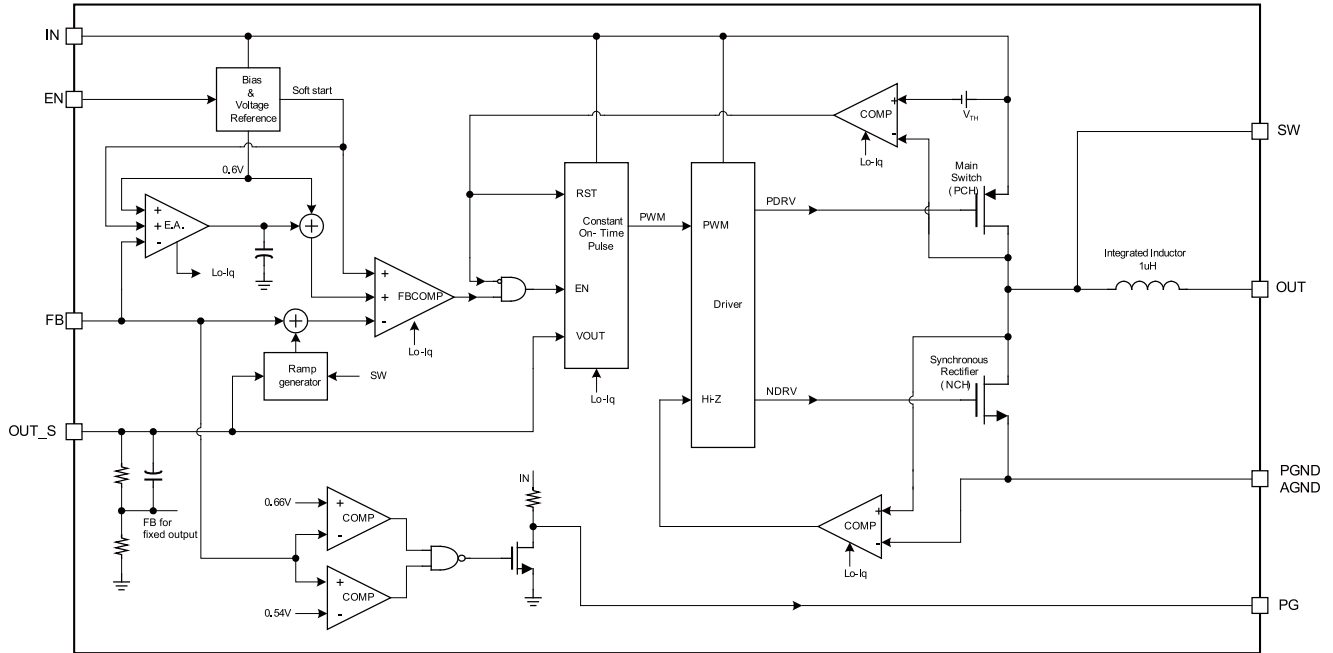 IN
EN
Bias
&
Voltage
Reference
Soft start
0.6V
+
+
-
E.A.
Lo-Iq
+
+
+
-
FBCOMP
Lo-Iq
FB
+
Ramp
generator
SW
OUT_S
FB for
fixed output
0.66V
+
-
COMP
0.54V
+
-
COMP
IN
RST
Constant
On- Time
Pulse
EN
VOUT
Lo-Iq
PWM
PWM
Driver
Hi-Z
PDRV
NDRV
COMP
+
-
Lo-Iq
VTH
Main
Switch
(PCH)
Synchronous
Rectifier
(NCH)
COMP
+
-
Lo-Iq
Integrated Inductor
1uH
SW
OUT
PGND
AGND
PG